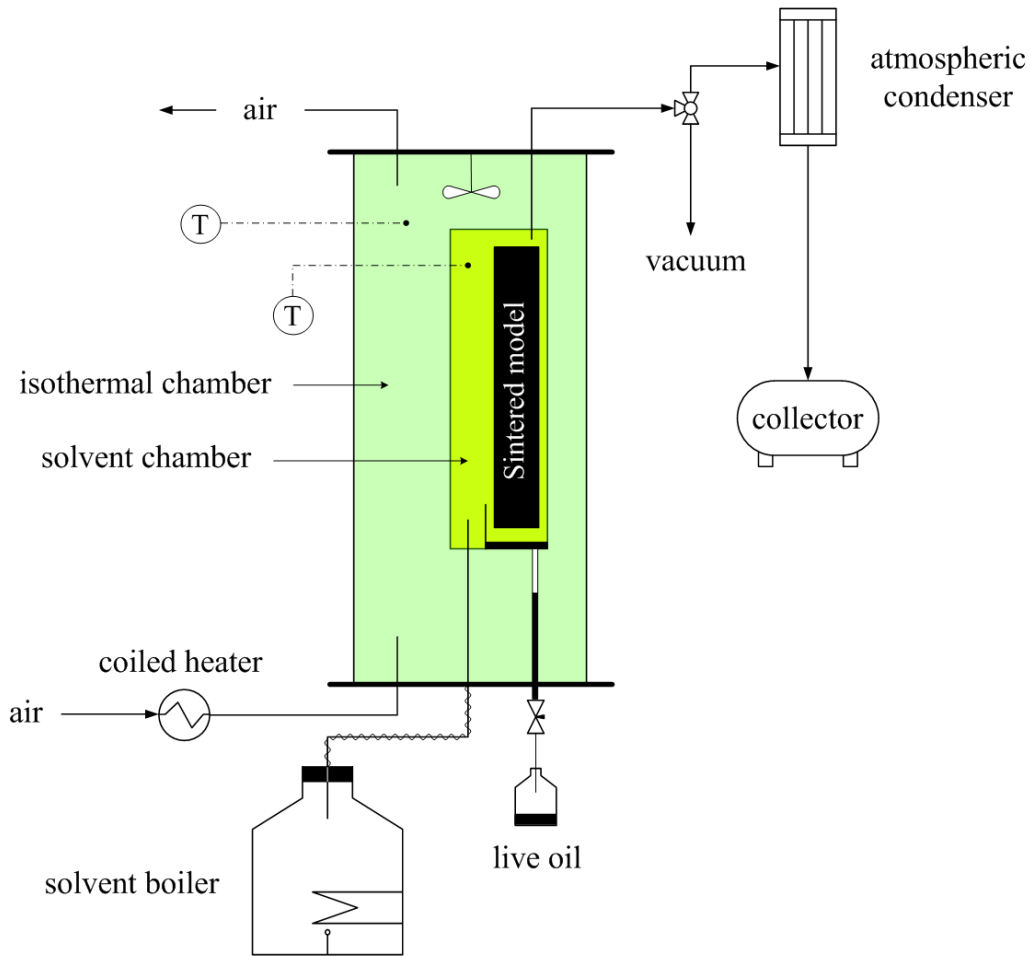 atmospheric
condenser
air
T
vacuum
T
Sintered model
isothermal chamber
collector
solvent chamber
coiled heater
air
live oil
solvent boiler